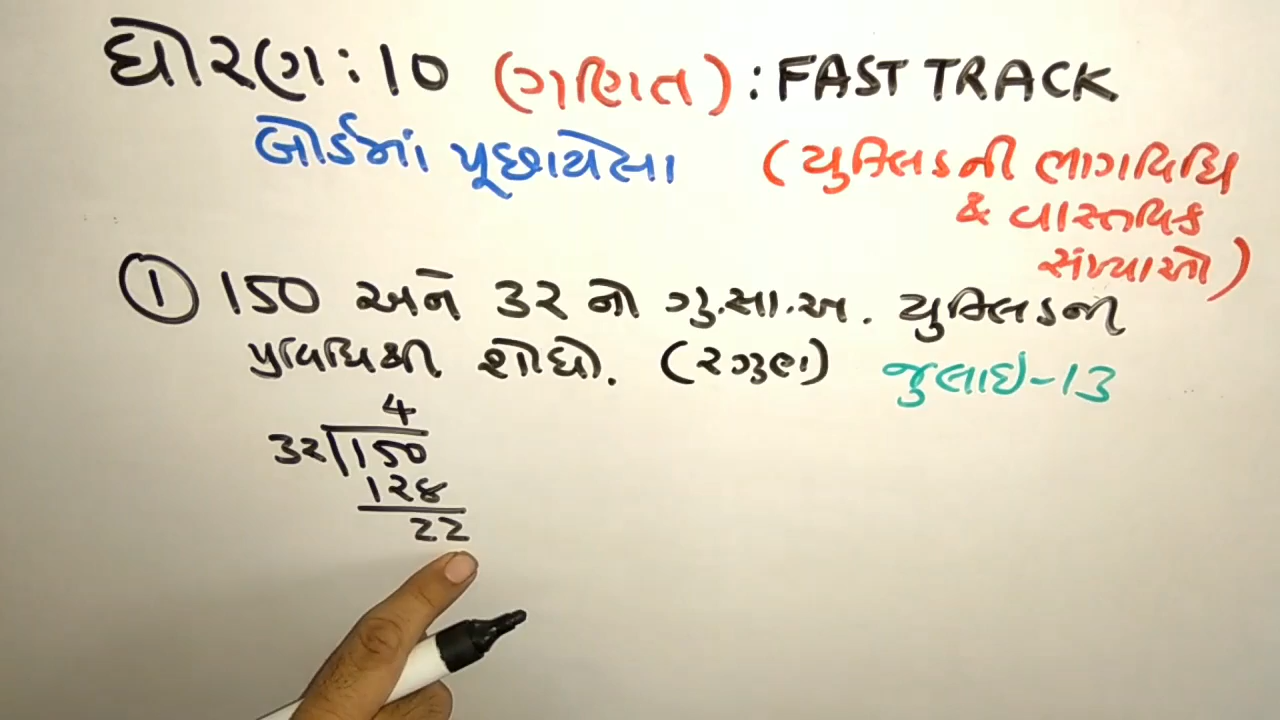 ધોરણ : 10 (ગણિત) : FAST TRACK
બોર્ડમાં પૂછાયેલા (યુક્લિડની ભાગવિધિ
& વાસ્તવિક
સંખ્યાઓ)
① 150 અને 32 નો ગુ.સા.અ. યુક્લિડની
પ્રવિધિથી શોધો. (2 ગુણ) જુલાઇ-13
4
32 150
128
22